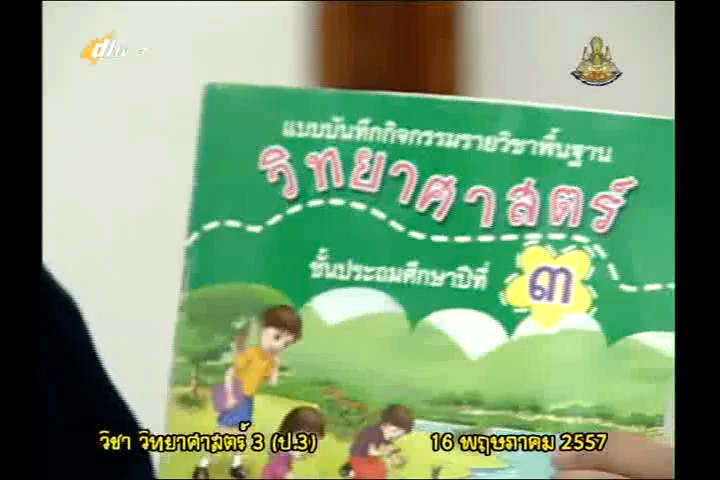 dltv
แบบบันทึกกิจกรรมรายวิชาพื้นฐาน
วิทยาศาสตร์
ชั้นประถมศึกษาปีที่ ๓
วิชา วิทยาศาสตร์ 3 (ป.3) 16 พฤษภาคม 2557